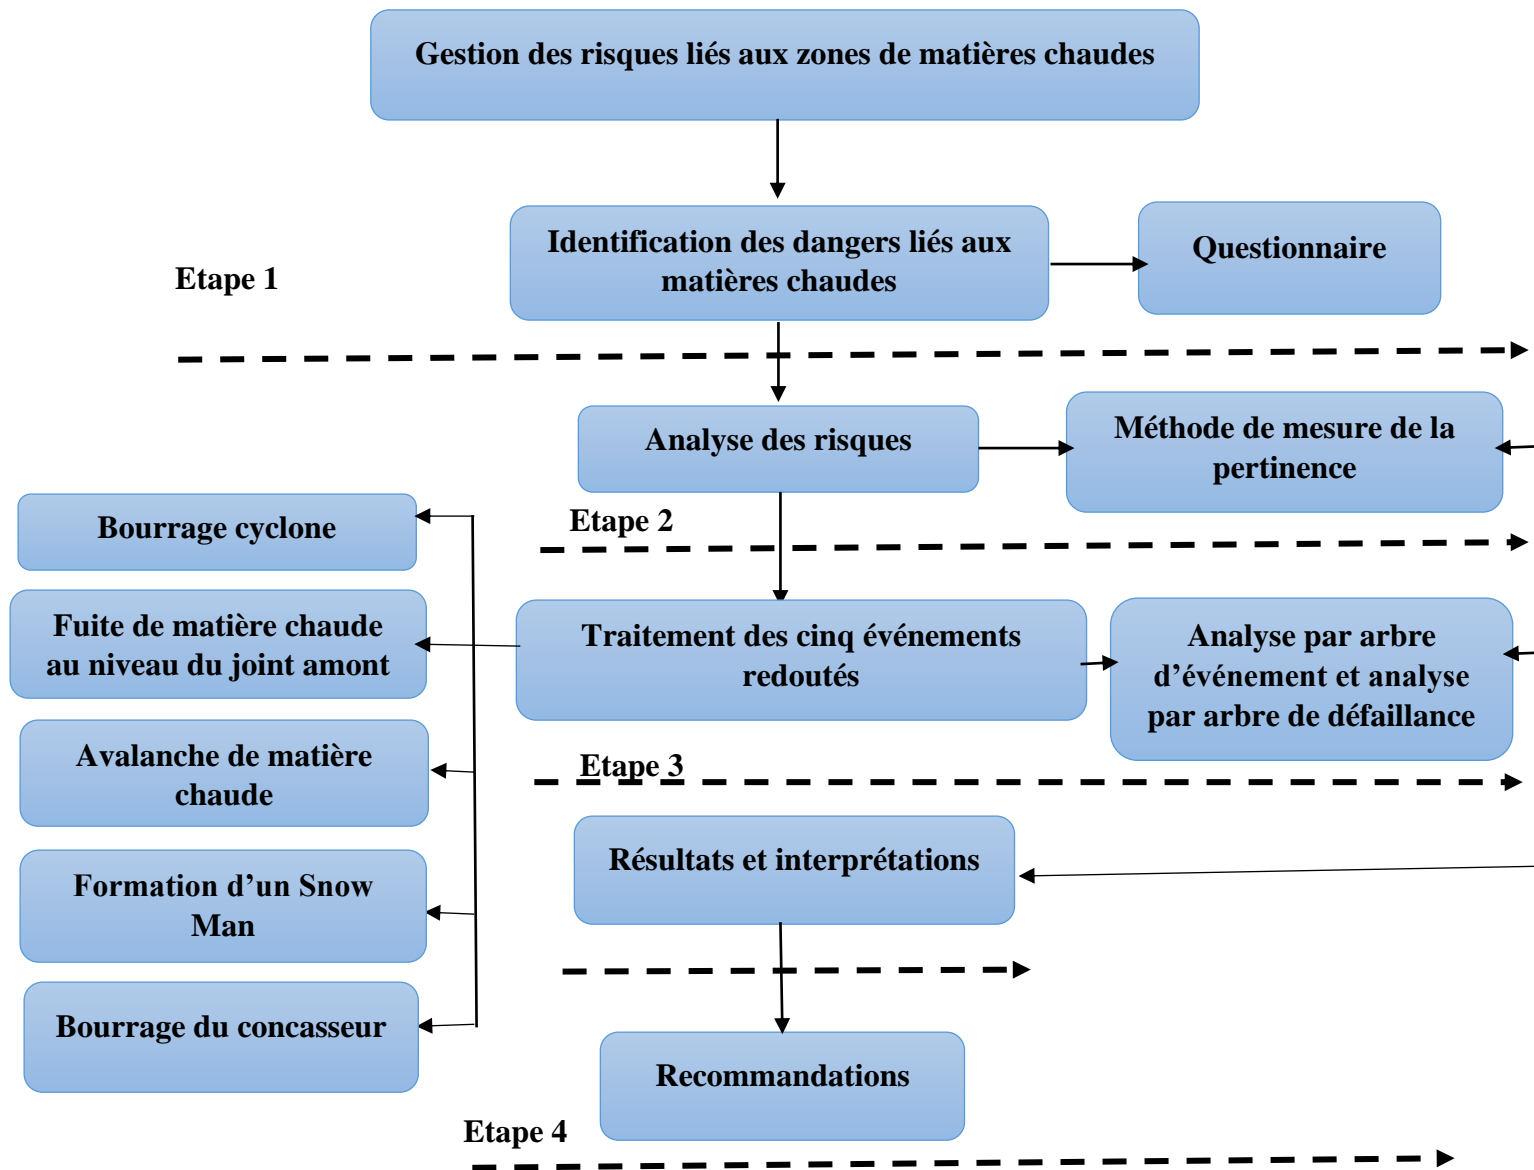 Gestion des risques liés aux zones de matières chaudes
Identification des dangers liés aux
matières chaudes
Questionnaire
Etape 1
Analyse des risques
Méthode de mesure de la
pertinence
Etape 2
Bourrage cyclone
Fuite de matière chaude
au niveau du joint amont
Traitement des cinq événements
redoutés
Analyse par arbre
d’événement et analyse
par arbre de défaillance
Avalanche de matière
chaude
Etape 3
Résultats et interprétations
Formation d’un Snow
Man
Bourrage du concasseur
Recommandations
Etape 4